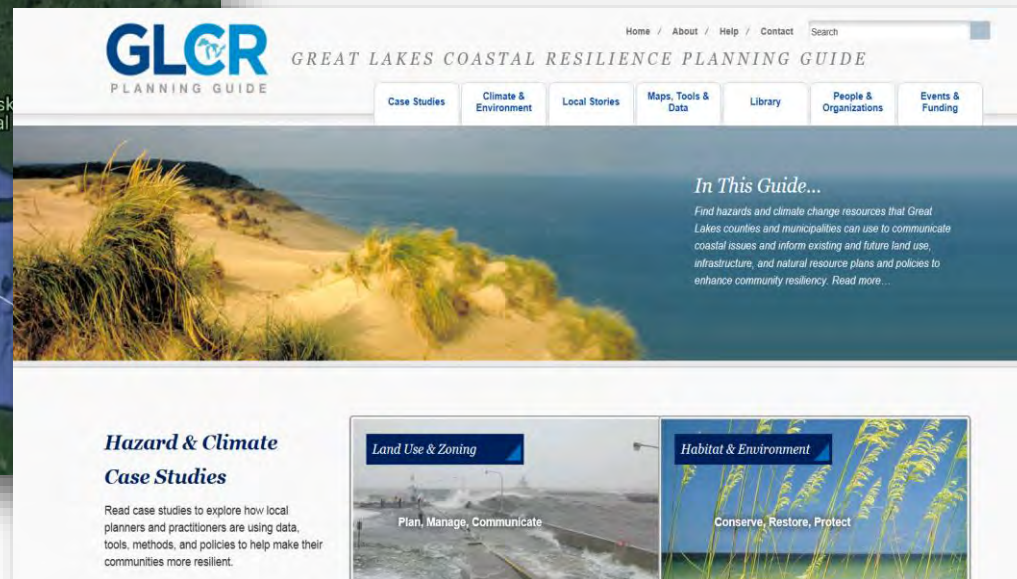 sk
al
GLCR
PLANNING GUIDE
Home / About / Help / Contact
Search
GREAT LAKES COASTAL RESILIENCE PLANNING GUIDE
Case Studies
Climate &
Environment
Local Stories
Maps, Tools &
Data
Library
People &
Organizations
Events &
Funding
In This Guide...
Find hazards and climate change resources that Great
Lakes counties and municipalities can use to communicate
coastal issues and inform existing and future land use,
infrastructure, and natural resource plans and policies to
enhance community resiliency. Read more...
Hazard & Climate
Case Studies
Read case studies to explore how local
planners and practitioners are using data,
tools, methods, and policies to help make their
communities more resilient.
Land Use & Zoning
Plan, Manage, Communicate
Habitat & Environment
Conserve, Restore, Protect